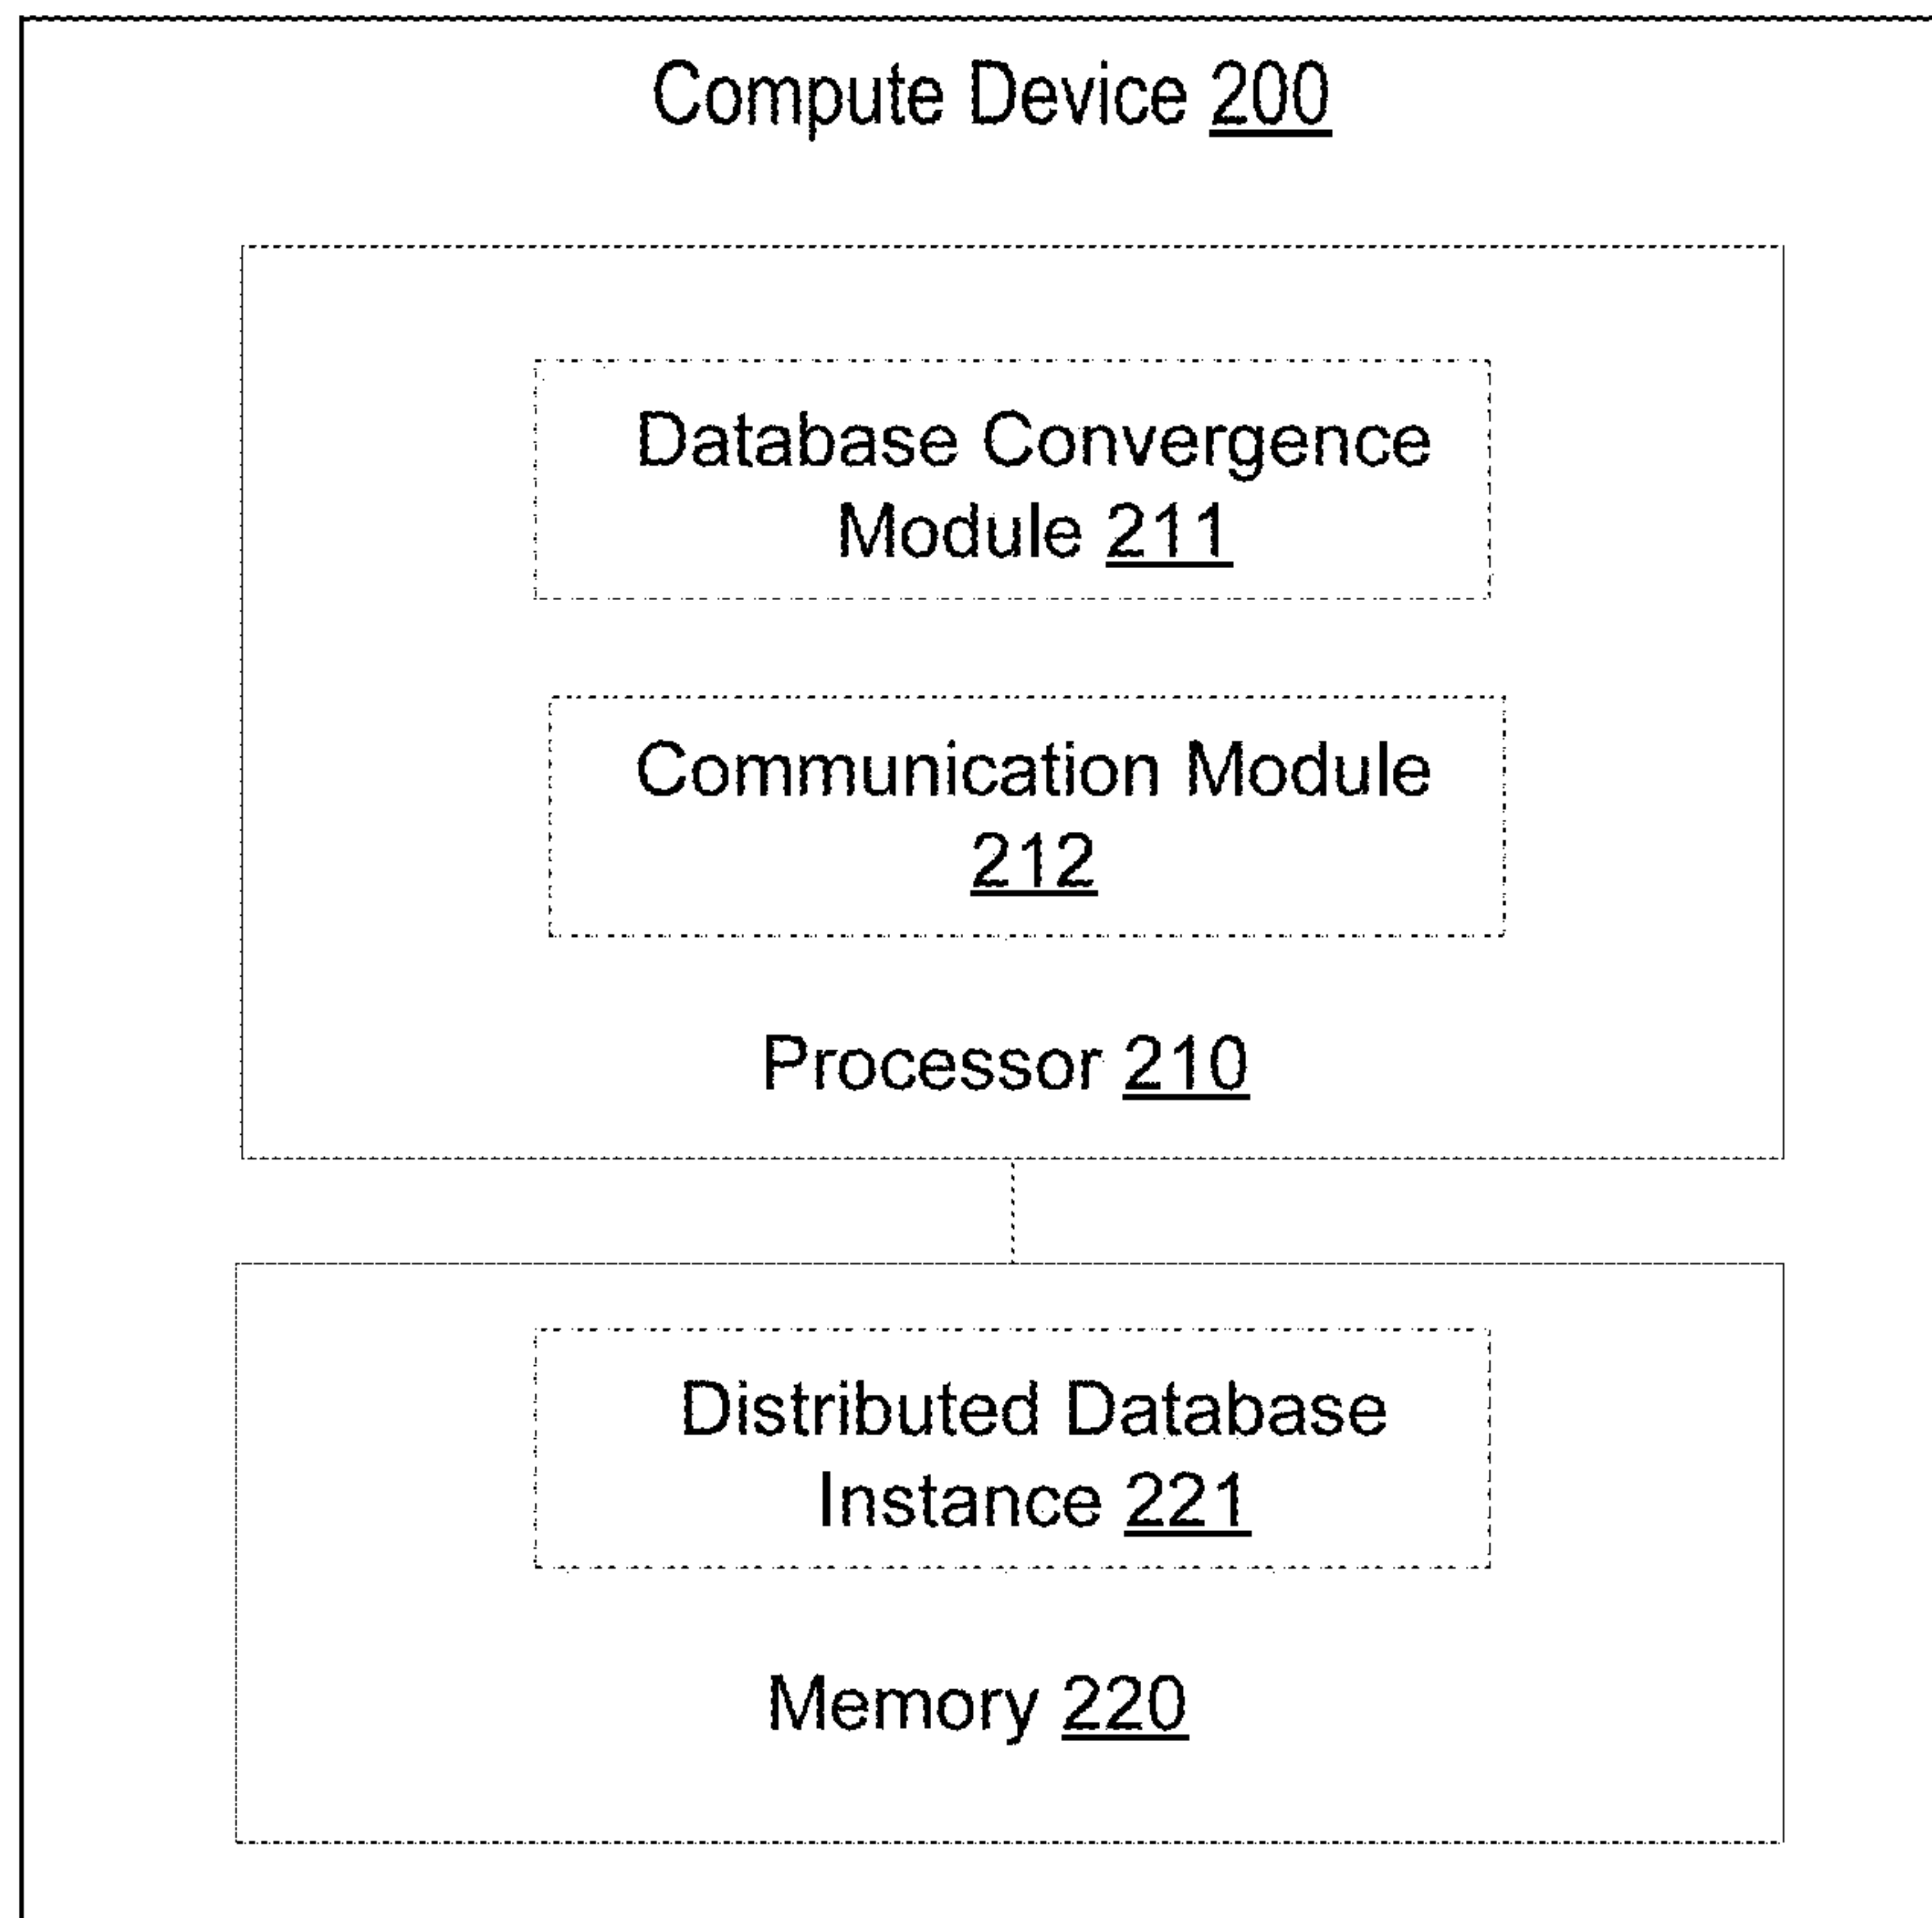 Compute Device 200
Database Convergence
Module 211
Communication Module
212
Processor 210
Distributed Database
Instance 221
Memory 220